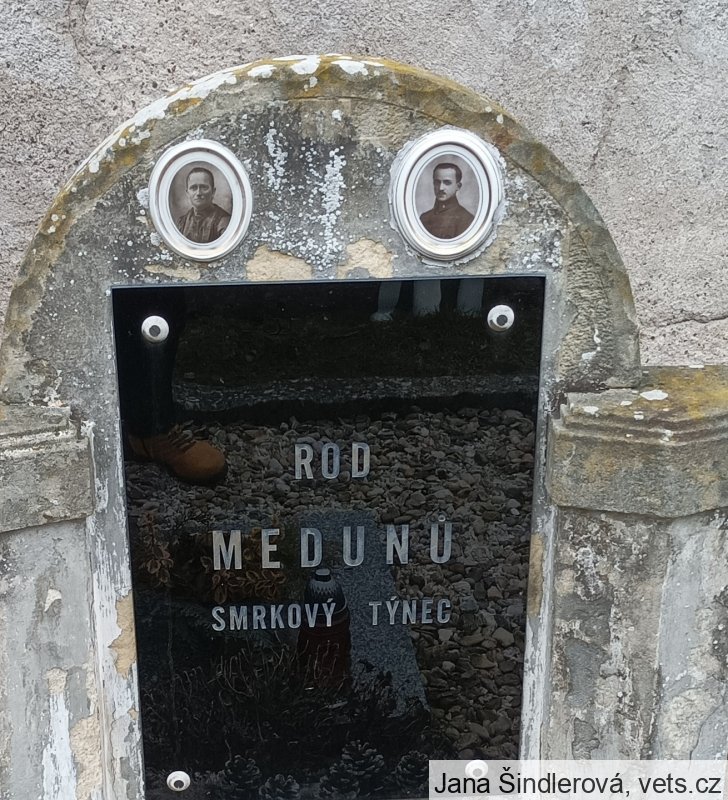 ROD
MEDUNŮ
SMRKOVÝ TÝNEC
Jana Šindlerová, vets.cz